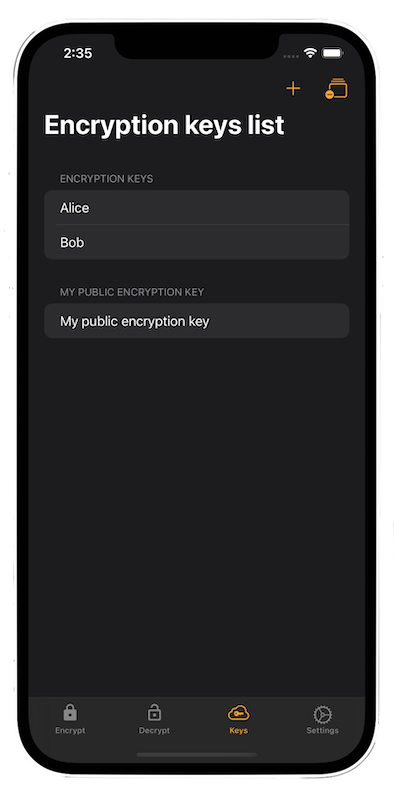 2:35
Encryption keys list
ENCRYPTION KEYS
Alice
Bob
MY PUBLIC ENCRYPTION KEY
My public encryption key
Encrypt
Decrypt
Keys
Settings